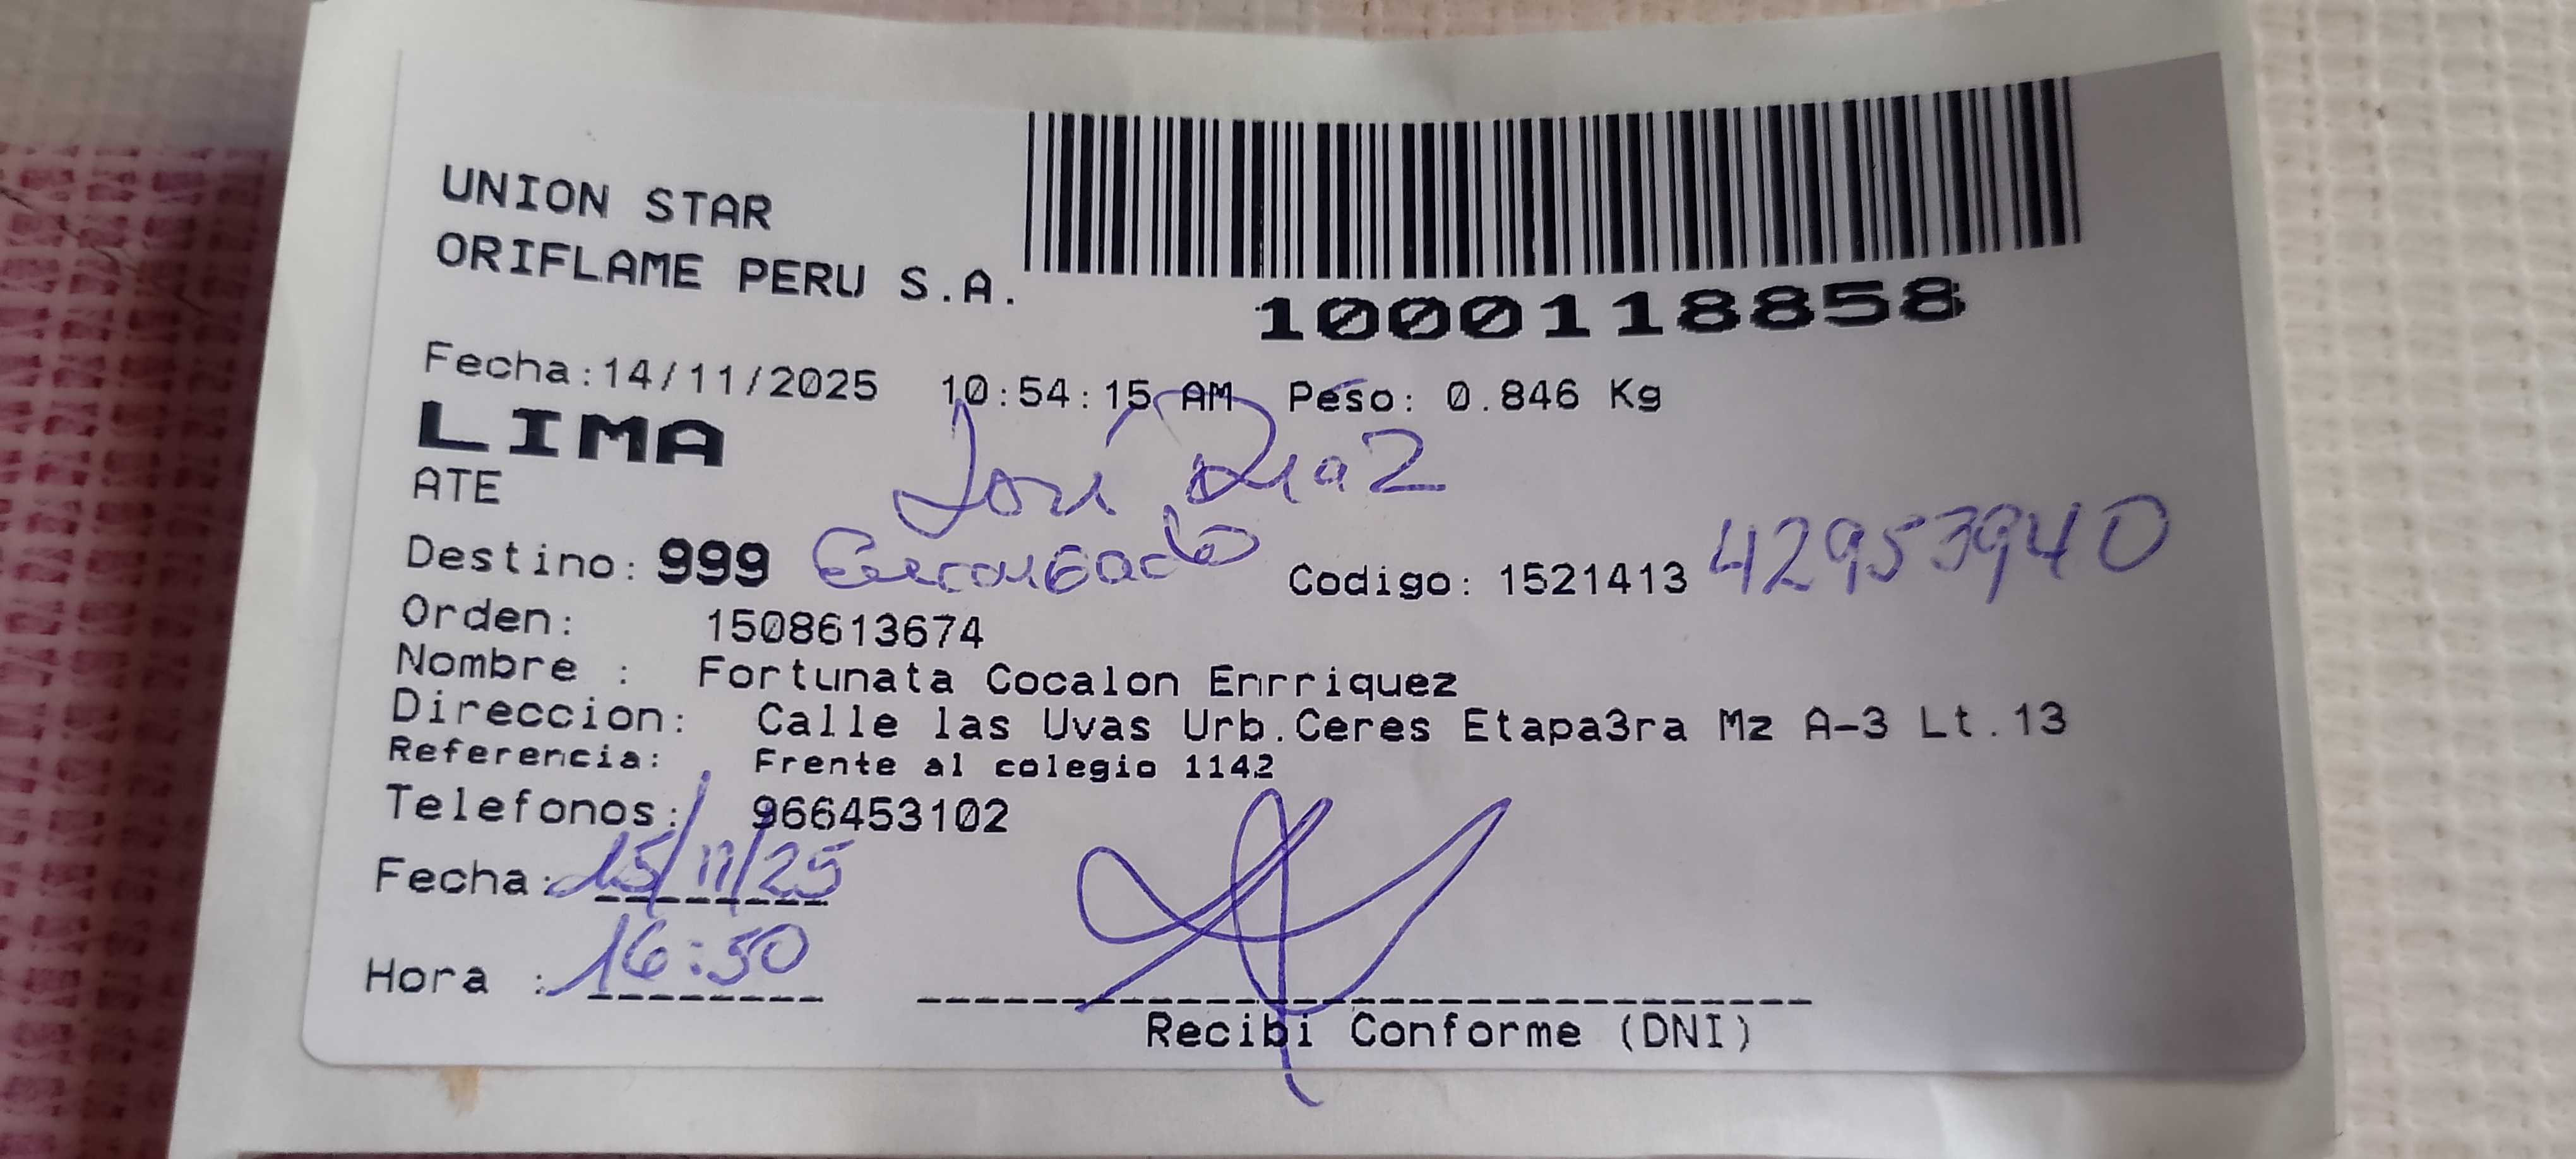 UNION STAR
ORIFLAME PERU S.A.
1000118858
Fecha:14/11/2025 10:54:15 AM Peso: 0.846 Kg
LIMA
José Diaz
ATE
Destino: 999 Encargado Codigo: 1521413 42953940
Orden: 1508613674
Nombre : Fortunata Cocalon Enrriquez
Direccion: Calle las Uvas Urb.Ceres Etapa3ra Mz A-3 Lt.13
Referencia: Frente al colegio 1142
Telefonos: 966453102
Fecha: 15/11/25
Hora : 16:50
Recibi Conforme (DNI)